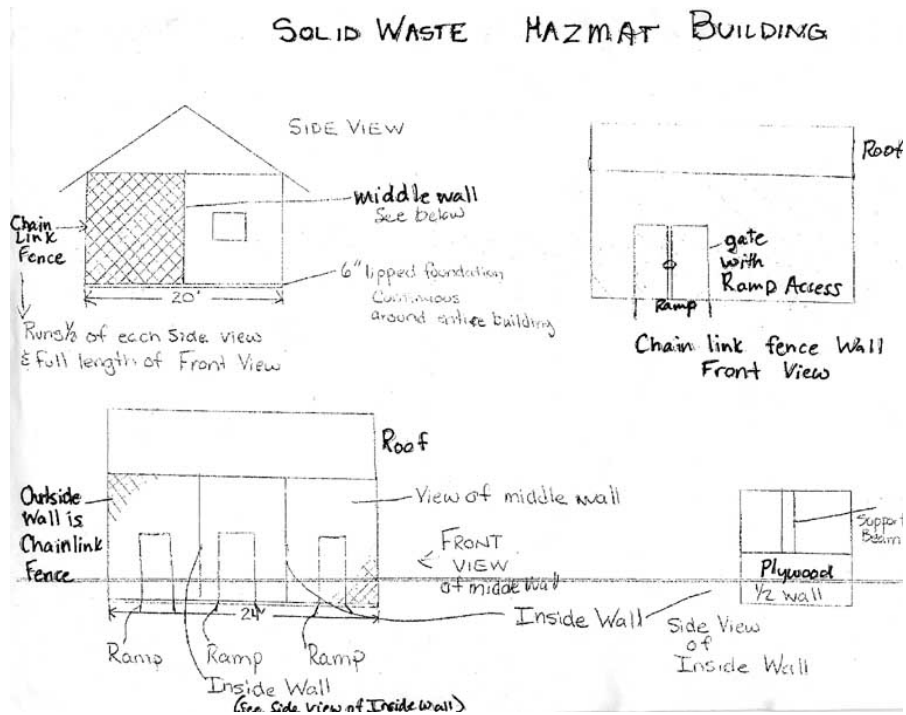 SOLID WASTE HAZMAT BUILDING
SIDE VIEW
middle wall
See below
Chain
Link
Fence
6" lipped foundation
Continuous
around entire building
20'
Runs ½ of each side view
& full length of Front View
Roof
gate
with
Ramp Access
Ramp
Chain link fence Wall
Front View
Roof
Outside
Wall is
Chainlink
Fence
View of middle wall
FRONT
VIEW
of middle Wall
24'
Ramp
Ramp
Ramp
Inside Wall
(See Side View of Inside Wall)
Inside Wall
Support
Beam
Plywood
1/2 wall
Side View
of
Inside Wall